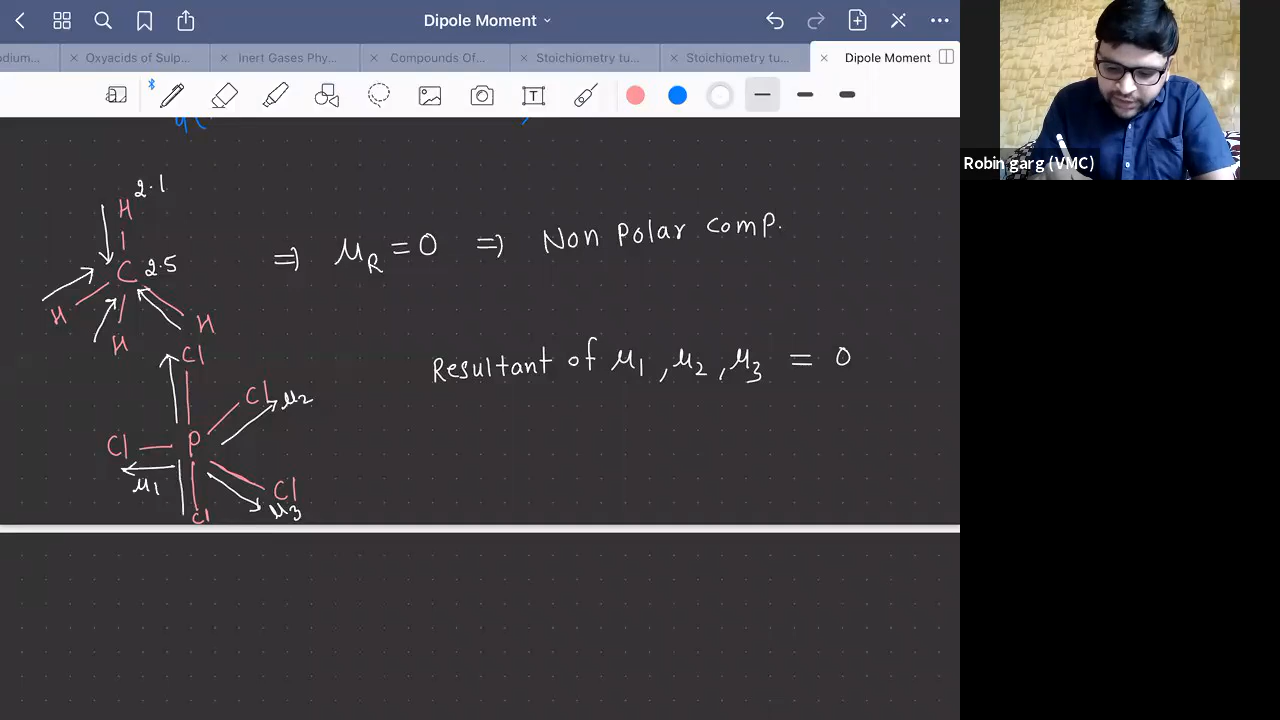 Dipole Moment
odium...
Oxyacids of Sulp...
Inert Gases Phy...
Compounds Of...
Stoichiometry tu...
Stoichiometry tu...
Dipole Moment
T
Robin garg (VMC)
H 2.1
C 2.5
H
H
H
⇒ μR = 0 ⇒ Non Polar comp.
Cl
Cl μ2
Cl P
μ1
Cl
μ3
Cl
Resultant of μ1, μ2, μ3 = 0